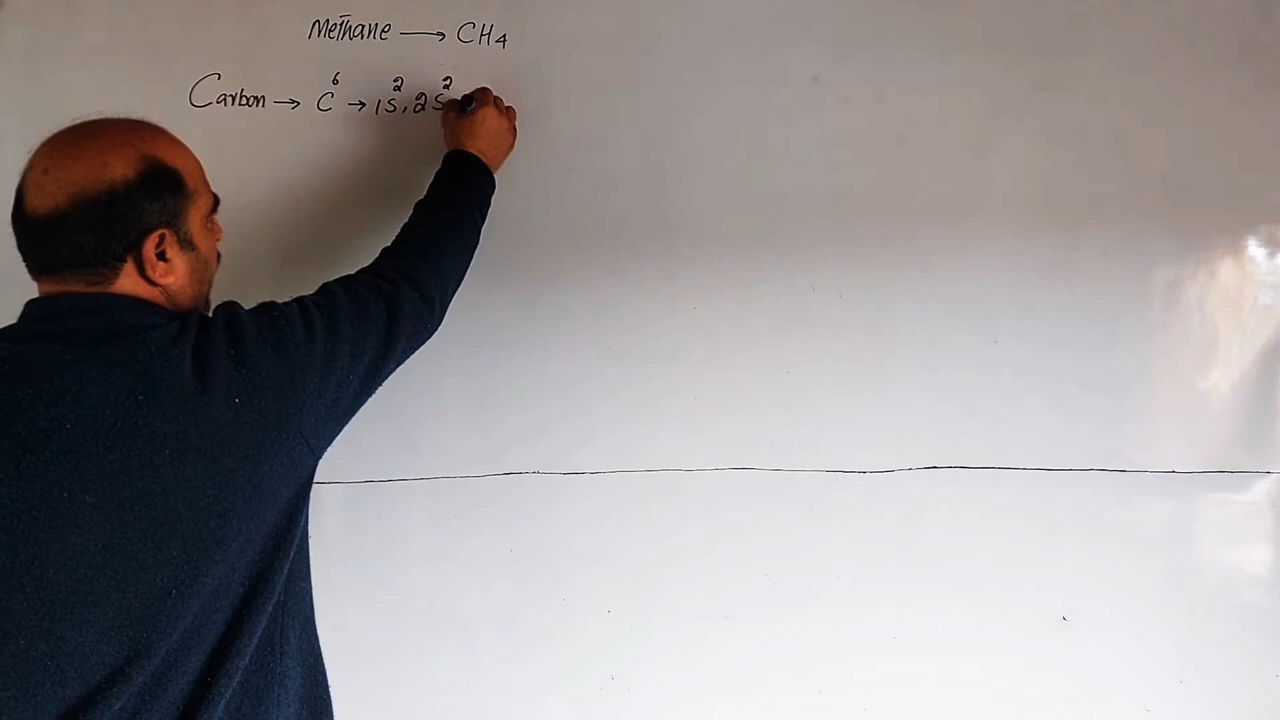 Methane → CH4
Carbon → C⁶ → 1S², 2S²